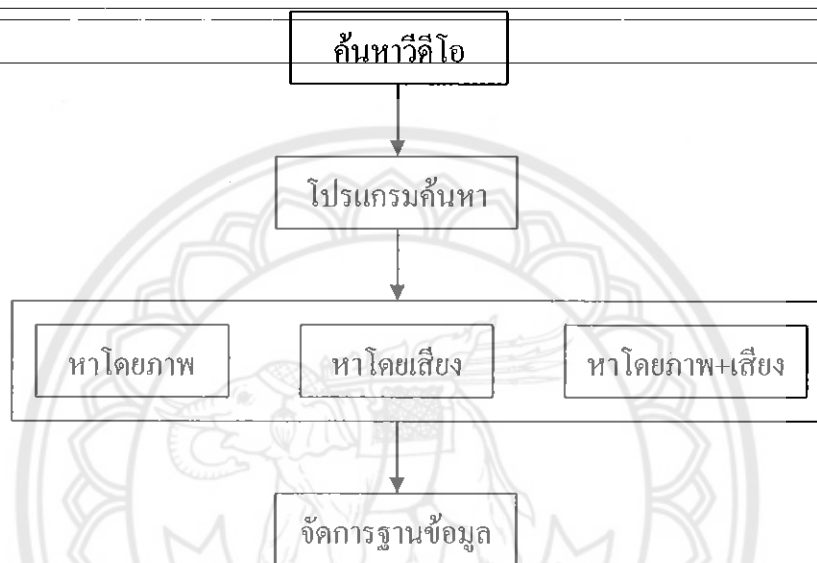 ค้นหาวีดีโอ
โปรแกรมค้นหา
หาโดยภาพ
หาโดยเสียง
หาโดยภาพ+เสียง
จัดการฐานข้อมูล